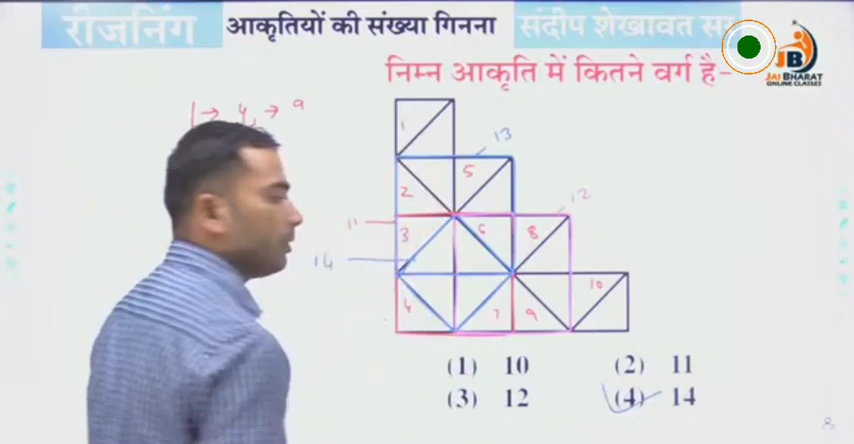 रीजनिंग आकृतियों की संख्या गिनना संदीप शेखावत सर
JB
JAI BHARAT
ONLINE CLASSES
निम्न आकृति में कितने वर्ग है-
1 → 4, → 9
1
13
2 5
12
11 3 6 8
14
4 7 9 10
(1) 10 (2) 11
(3) 12 (4) 14